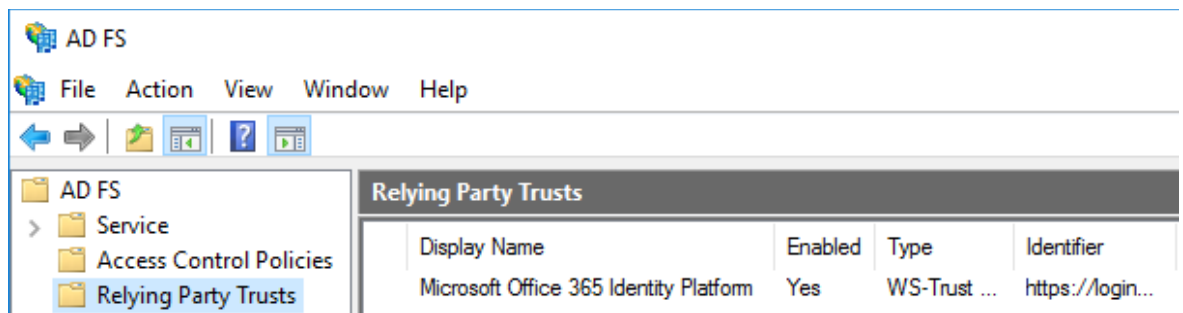 AD FS
File Action View Window Help
AD FS
Service
Access Control Policies
Relying Party Trusts
Relying Party Trusts
Display Name Enabled Type Identifier
Microsoft Office 365 Identity Platform Yes WS-Trust ... https://login...